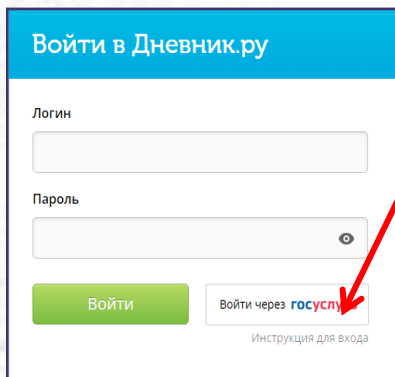 Войти в Дневник.ру
Логин
Пароль
Войти
Войти через госуслуги
Инструкция для входа